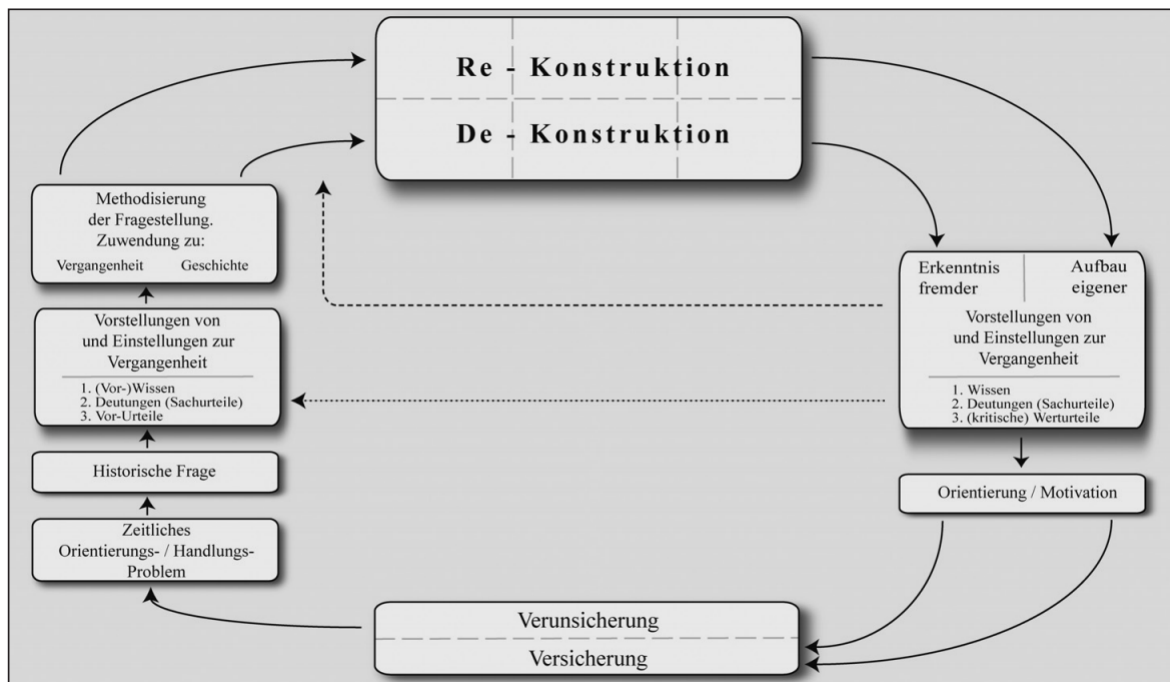 Re - Konstruktion
De - Konstruktion
Methodisierung
der Fragestellung.
Zuwendung zu:
Vergangenheit Geschichte
Vorstellungen von
und Einstellungen zur
Vergangenheit
1. (Vor-)Wissen
2. Deutungen (Sachurteile)
3. Vor-Urteile
Historische Frage
Zeitliches
Orientierungs- / Handlungs-
Problem
Erkenntnis
fremder
Aufbau
eigener
Vorstellungen von
und Einstellungen zur
Vergangenheit
1. Wissen
2. Deutungen (Sachurteile)
3. (kritische) Werturteile
Orientierung / Motivation
Verunsicherung
Versicherung